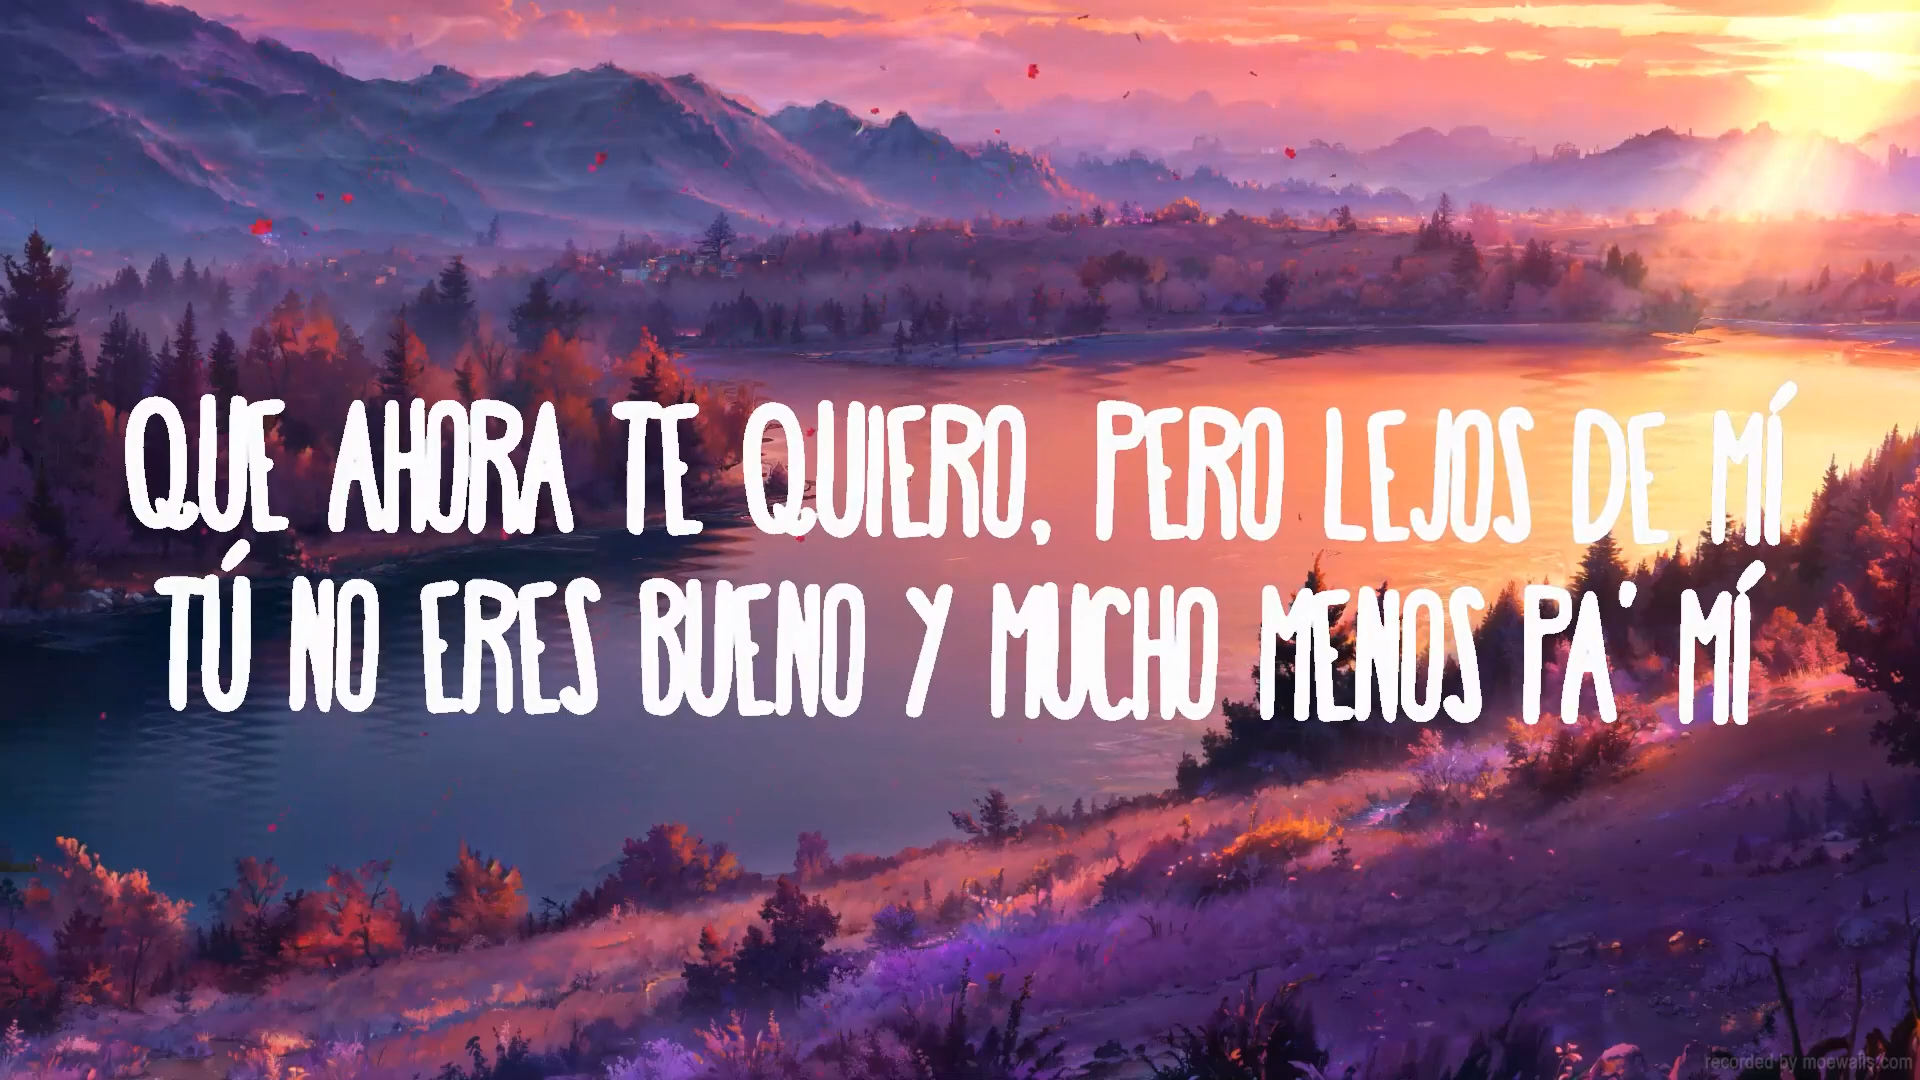 QUE AHORA TE QUIERO, PERO LEJOS DE MÍ
TÚ NO ERES BUENO Y MUCHO MENOS PA' MÍ
recorded by moewalls.com